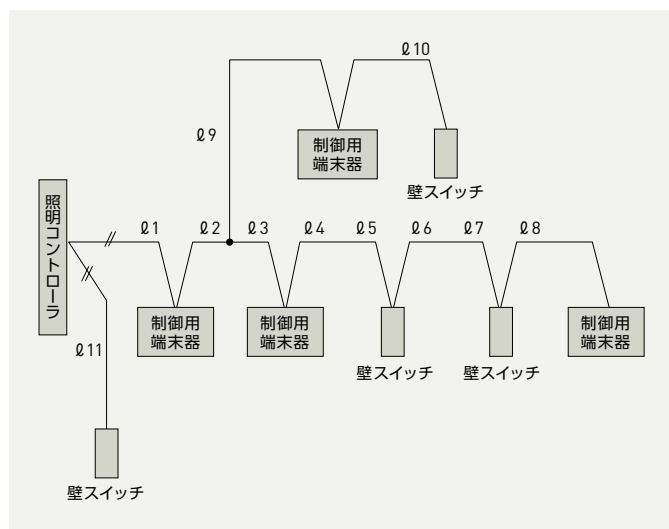 ℓ10
ℓ9
制御用
端末器
壁スイッチ
照明コントローラ
ℓ1
ℓ2
ℓ3
ℓ4
ℓ5
ℓ6
ℓ7
ℓ8
制御用
端末器
制御用
端末器
制御用
端末器
壁スイッチ
壁スイッチ
ℓ11
壁スイッチ